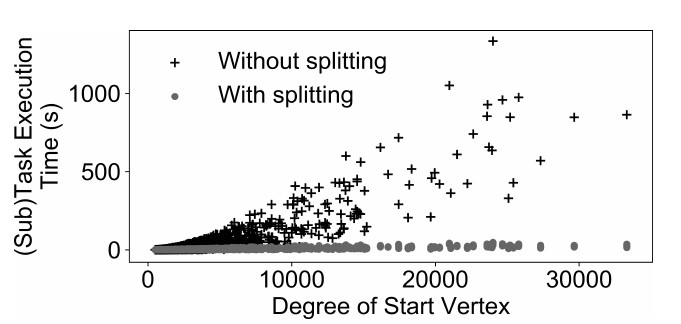 (Sub)Task Execution
Time (s)
1000
500
0
Without splitting
With splitting
0
10000
20000
30000
Degree of Start Vertex